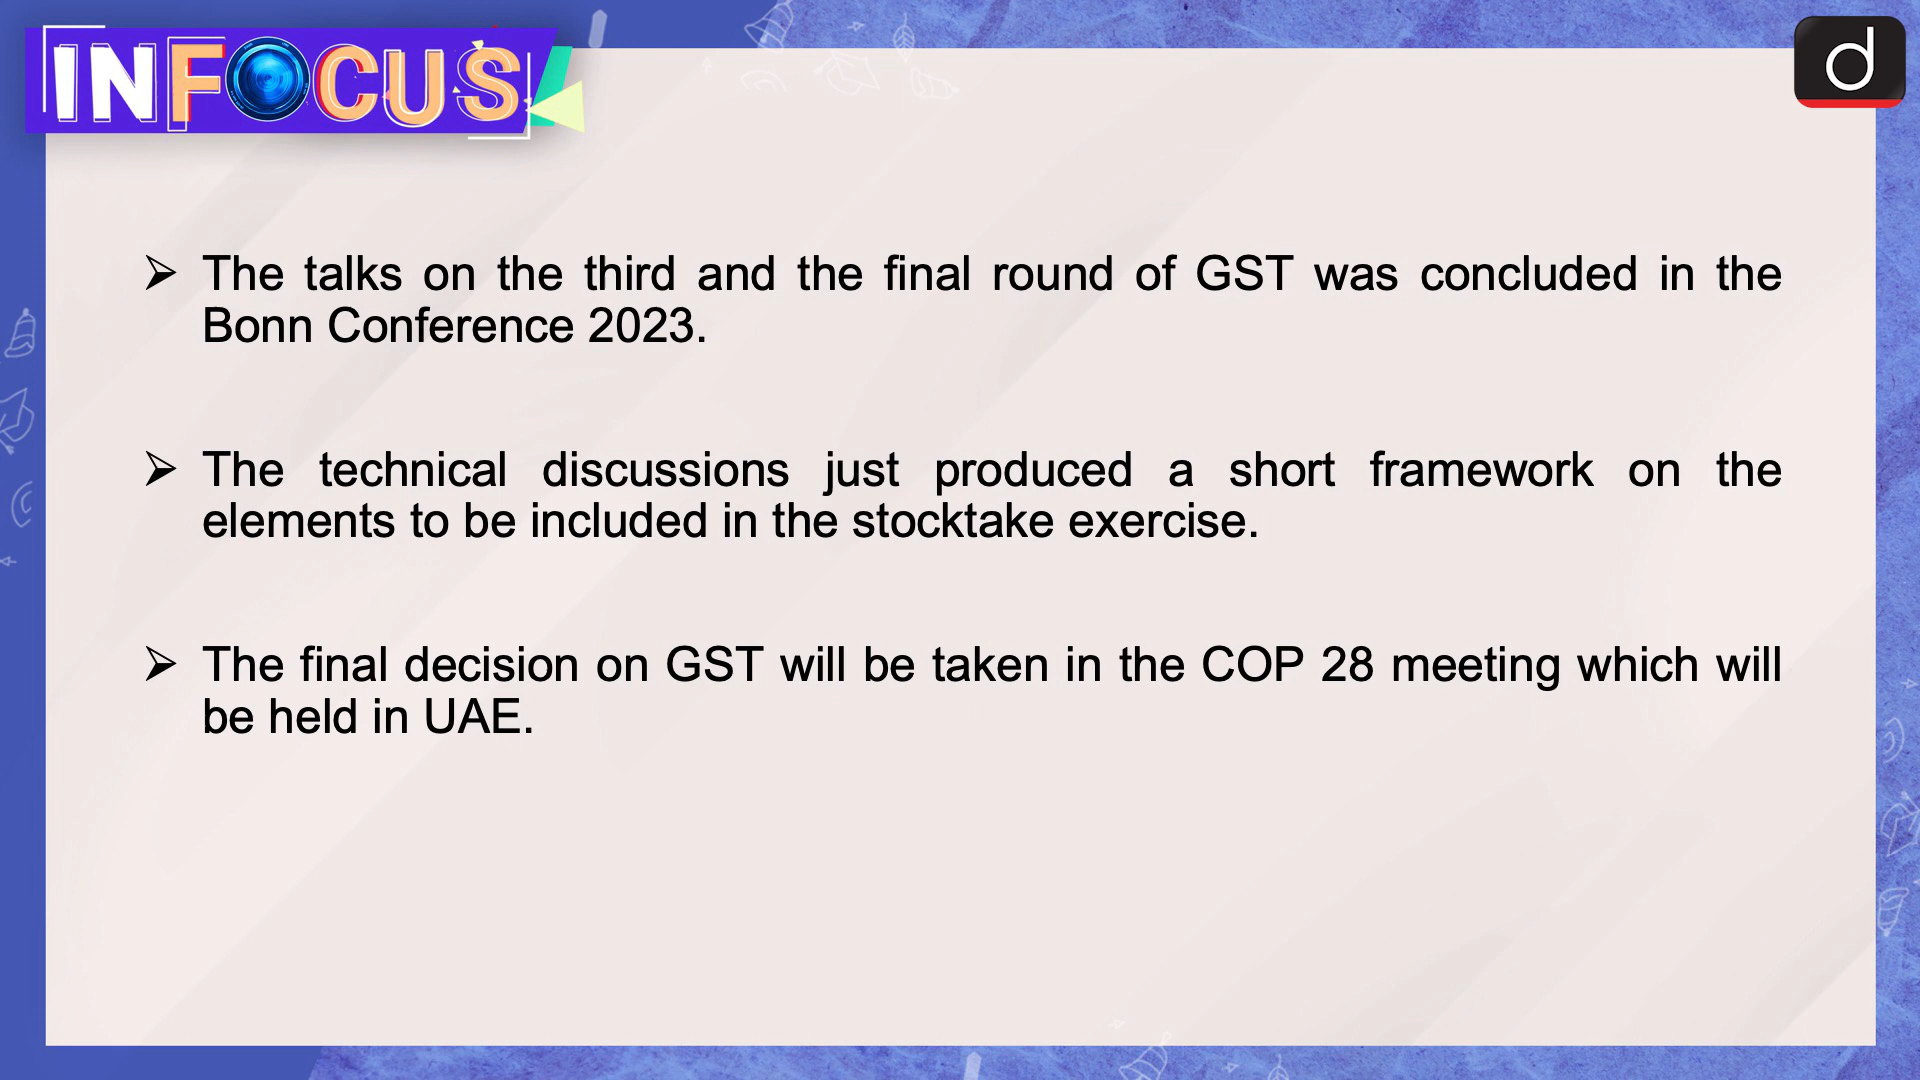 INFOCUS
d
➢ The talks on the third and the final round of GST was concluded in the
Bonn Conference 2023.
➢ The technical discussions just produced a short framework on the
elements to be included in the stocktake exercise.
➢ The final decision on GST will be taken in the COP 28 meeting which will
be held in UAE.